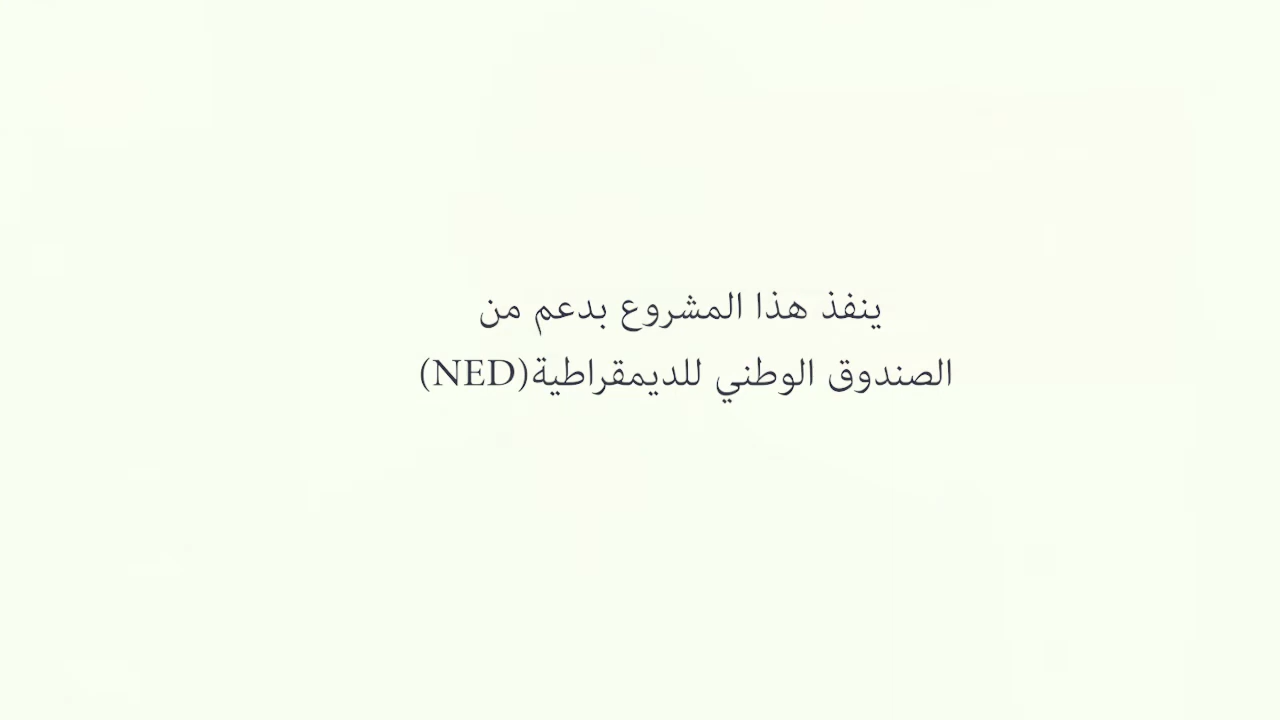 ينفذ هذا المشروع بدعم من
الصندوق الوطني للديمقراطية(NED)